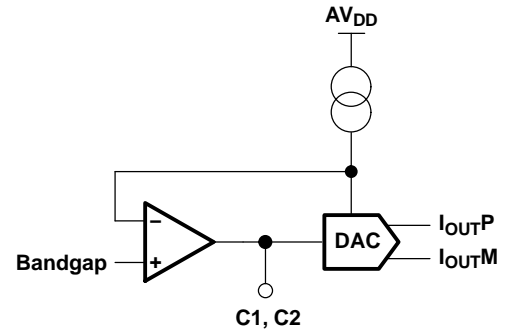 AVDD
−
+
Bandgap
DAC
IOUTP
IOUTM
C1, C2